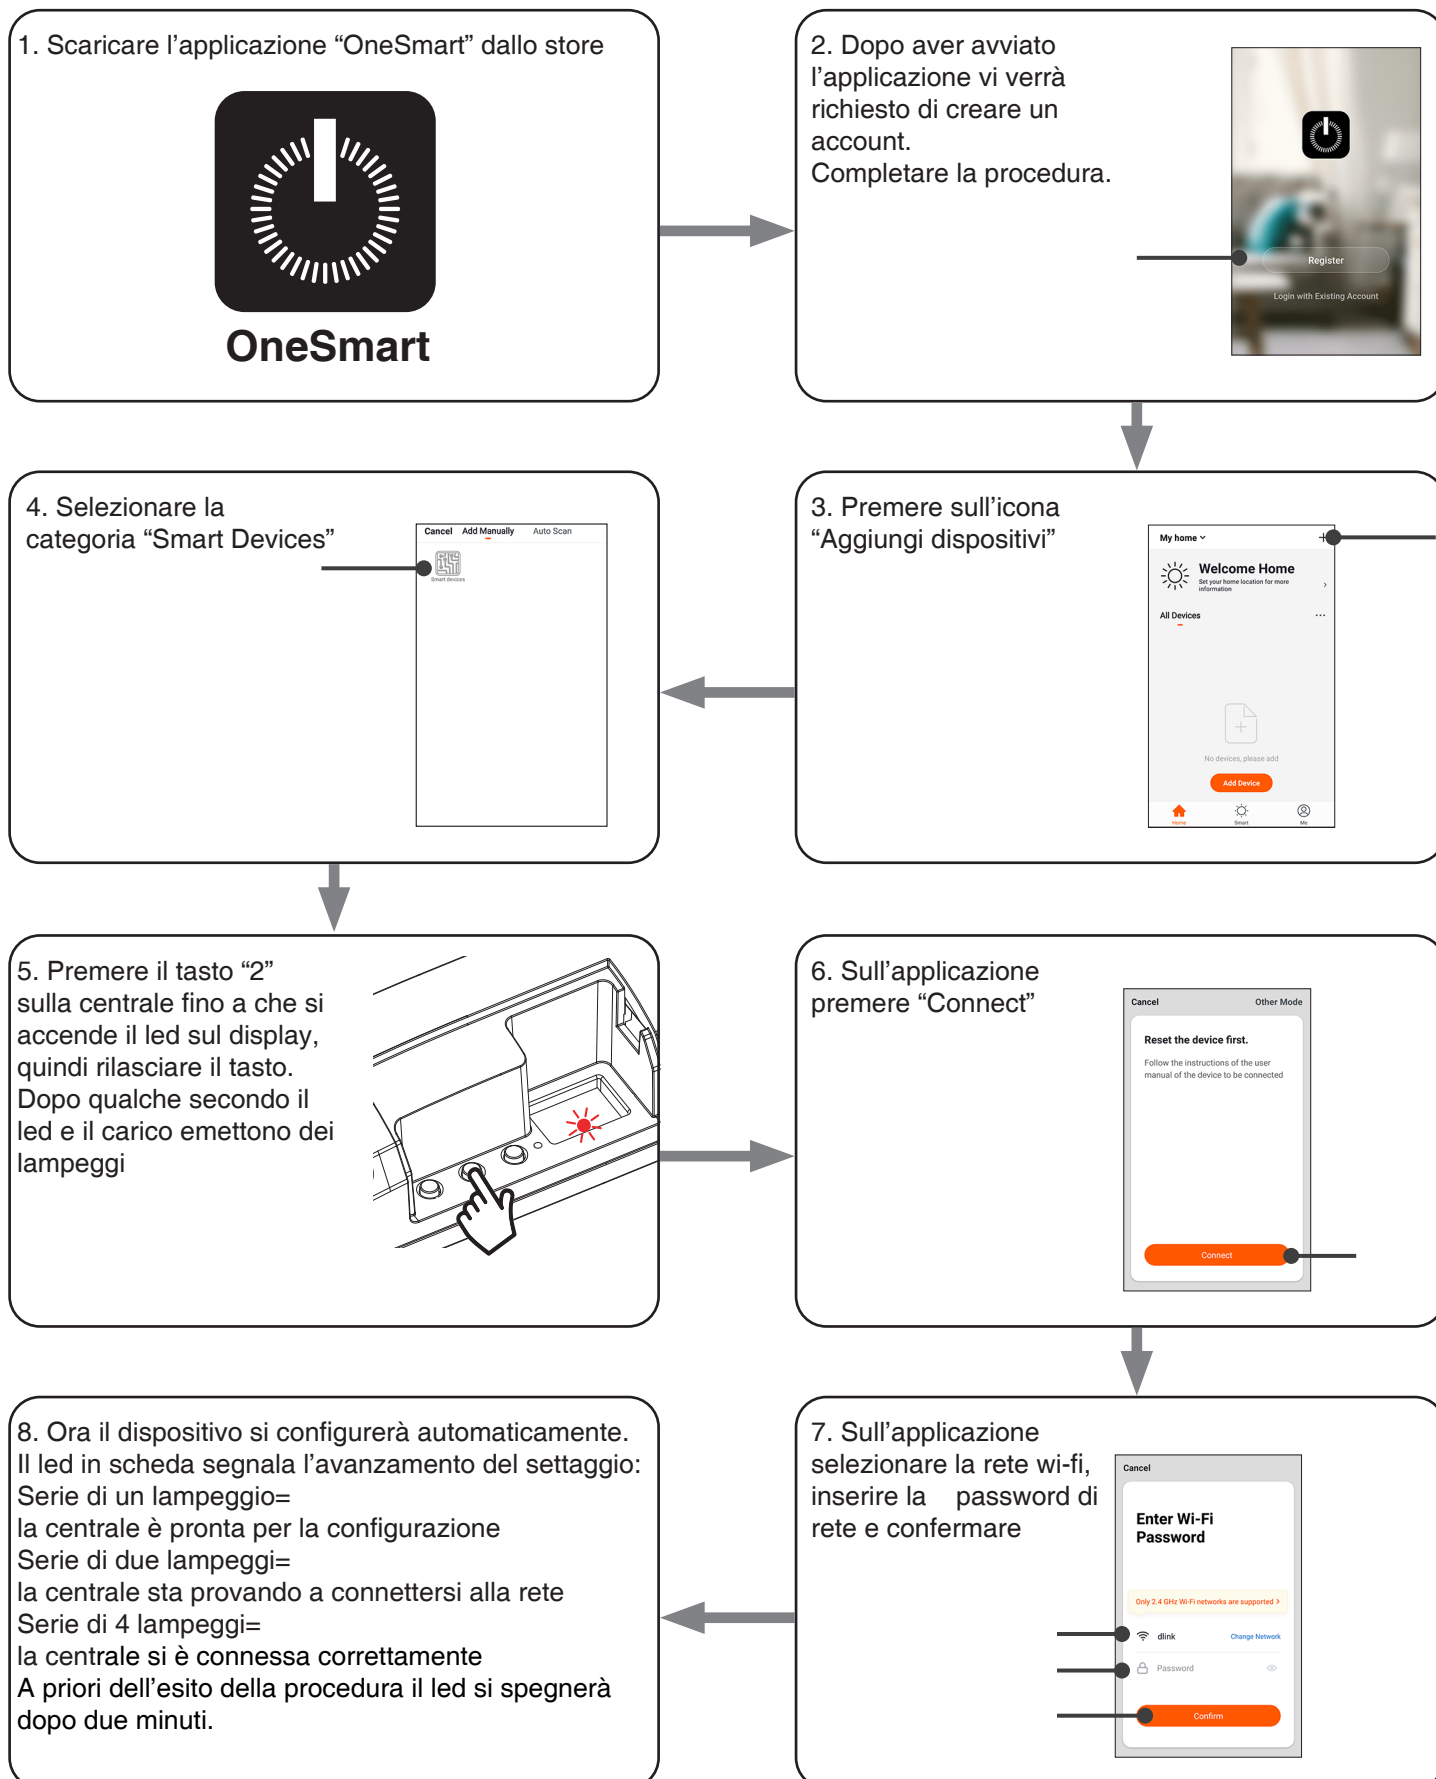 1. Scaricare l’applicazione “OneSmart” dallo store
OneSmart
2. Dopo aver avviato
l’applicazione vi verrà
richiesto di creare un
account.
Completare la procedura.
Register
Login with Existing Account
3. Premere sull’icona
“Aggiungi dispositivi”
My home
Welcome Home
Set your home location for more
information
All Devices
No devices, please add
Add Device
Home Smart Me
4. Selezionare la
categoria “Smart Devices”
Cancel Add Manually Auto Scan
Smart devices
5. Premere il tasto “2”
sulla centrale fino a che si
accende il led sul display,
quindi rilasciare il tasto.
Dopo qualche secondo il
led e il carico emettono dei
lampeggi
6. Sull’applicazione
premere “Connect”
Cancel Other Mode
Reset the device first.
Follow the instructions of the user
manual of the device to be connected
Connect
7. Sull’applicazione
selezionare la rete wi-fi,
inserire la password di
rete e confermare
Cancel
Enter Wi-Fi
Password
Only 2.4 GHz Wi-Fi networks are supported >
dlink Change Network
Password
Confirm
8. Ora il dispositivo si configurerà automaticamente.
Il led in scheda segnala l’avanzamento del settaggio:
Serie di un lampeggio=
la centrale è pronta per la configurazione
Serie di due lampeggi=
la centrale sta provando a connettersi alla rete
Serie di 4 lampeggi=
la centrale si è connessa correttamente
A priori dell’esito della procedura il led si spegnerà
dopo due minuti.